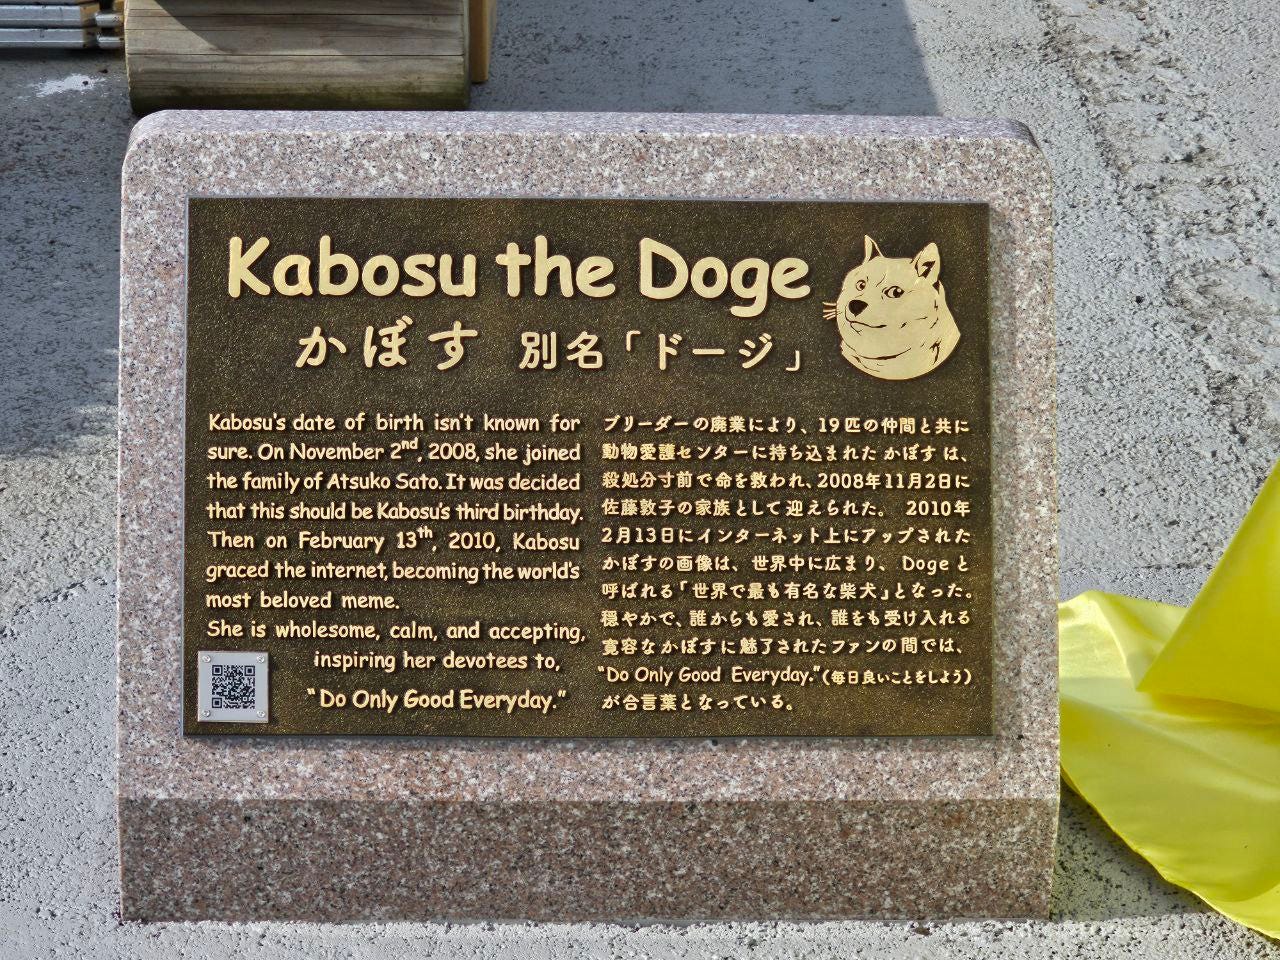 Kabosu the Doge
かぼす 別名「ドージ」
Kabosu's date of birth isn't known for
sure. On November 2nd, 2008, she joined
the family of Atsuko Sato. It was decided
that this should be Kabosu's third birthday.
Then on February 13th, 2010, Kabosu
graced the internet, becoming the world's
most beloved meme.
She is wholesome, calm, and accepting,
inspiring her devotees to,
"Do Only Good Everyday."
ブリーダーの廃業により、19匹の仲間と共に
動物愛護センターに持ち込まれた かぼす は、
殺処分寸前で命を救われ、2008年11月2日に
佐藤敦子の家族として迎えられた。 2010年
2月13日にインターネット上にアップされた
かぼすの画像は、世界中に広まり、Dogeと
呼ばれる「世界で最も有名な柴犬」となった。
穏やかで、誰からも愛され、誰をも受け入れる
寛容なかぼすに魅了されたファンの間では、
"Do Only Good Everyday."(毎日良いことをしよう)
が合言葉となっている。